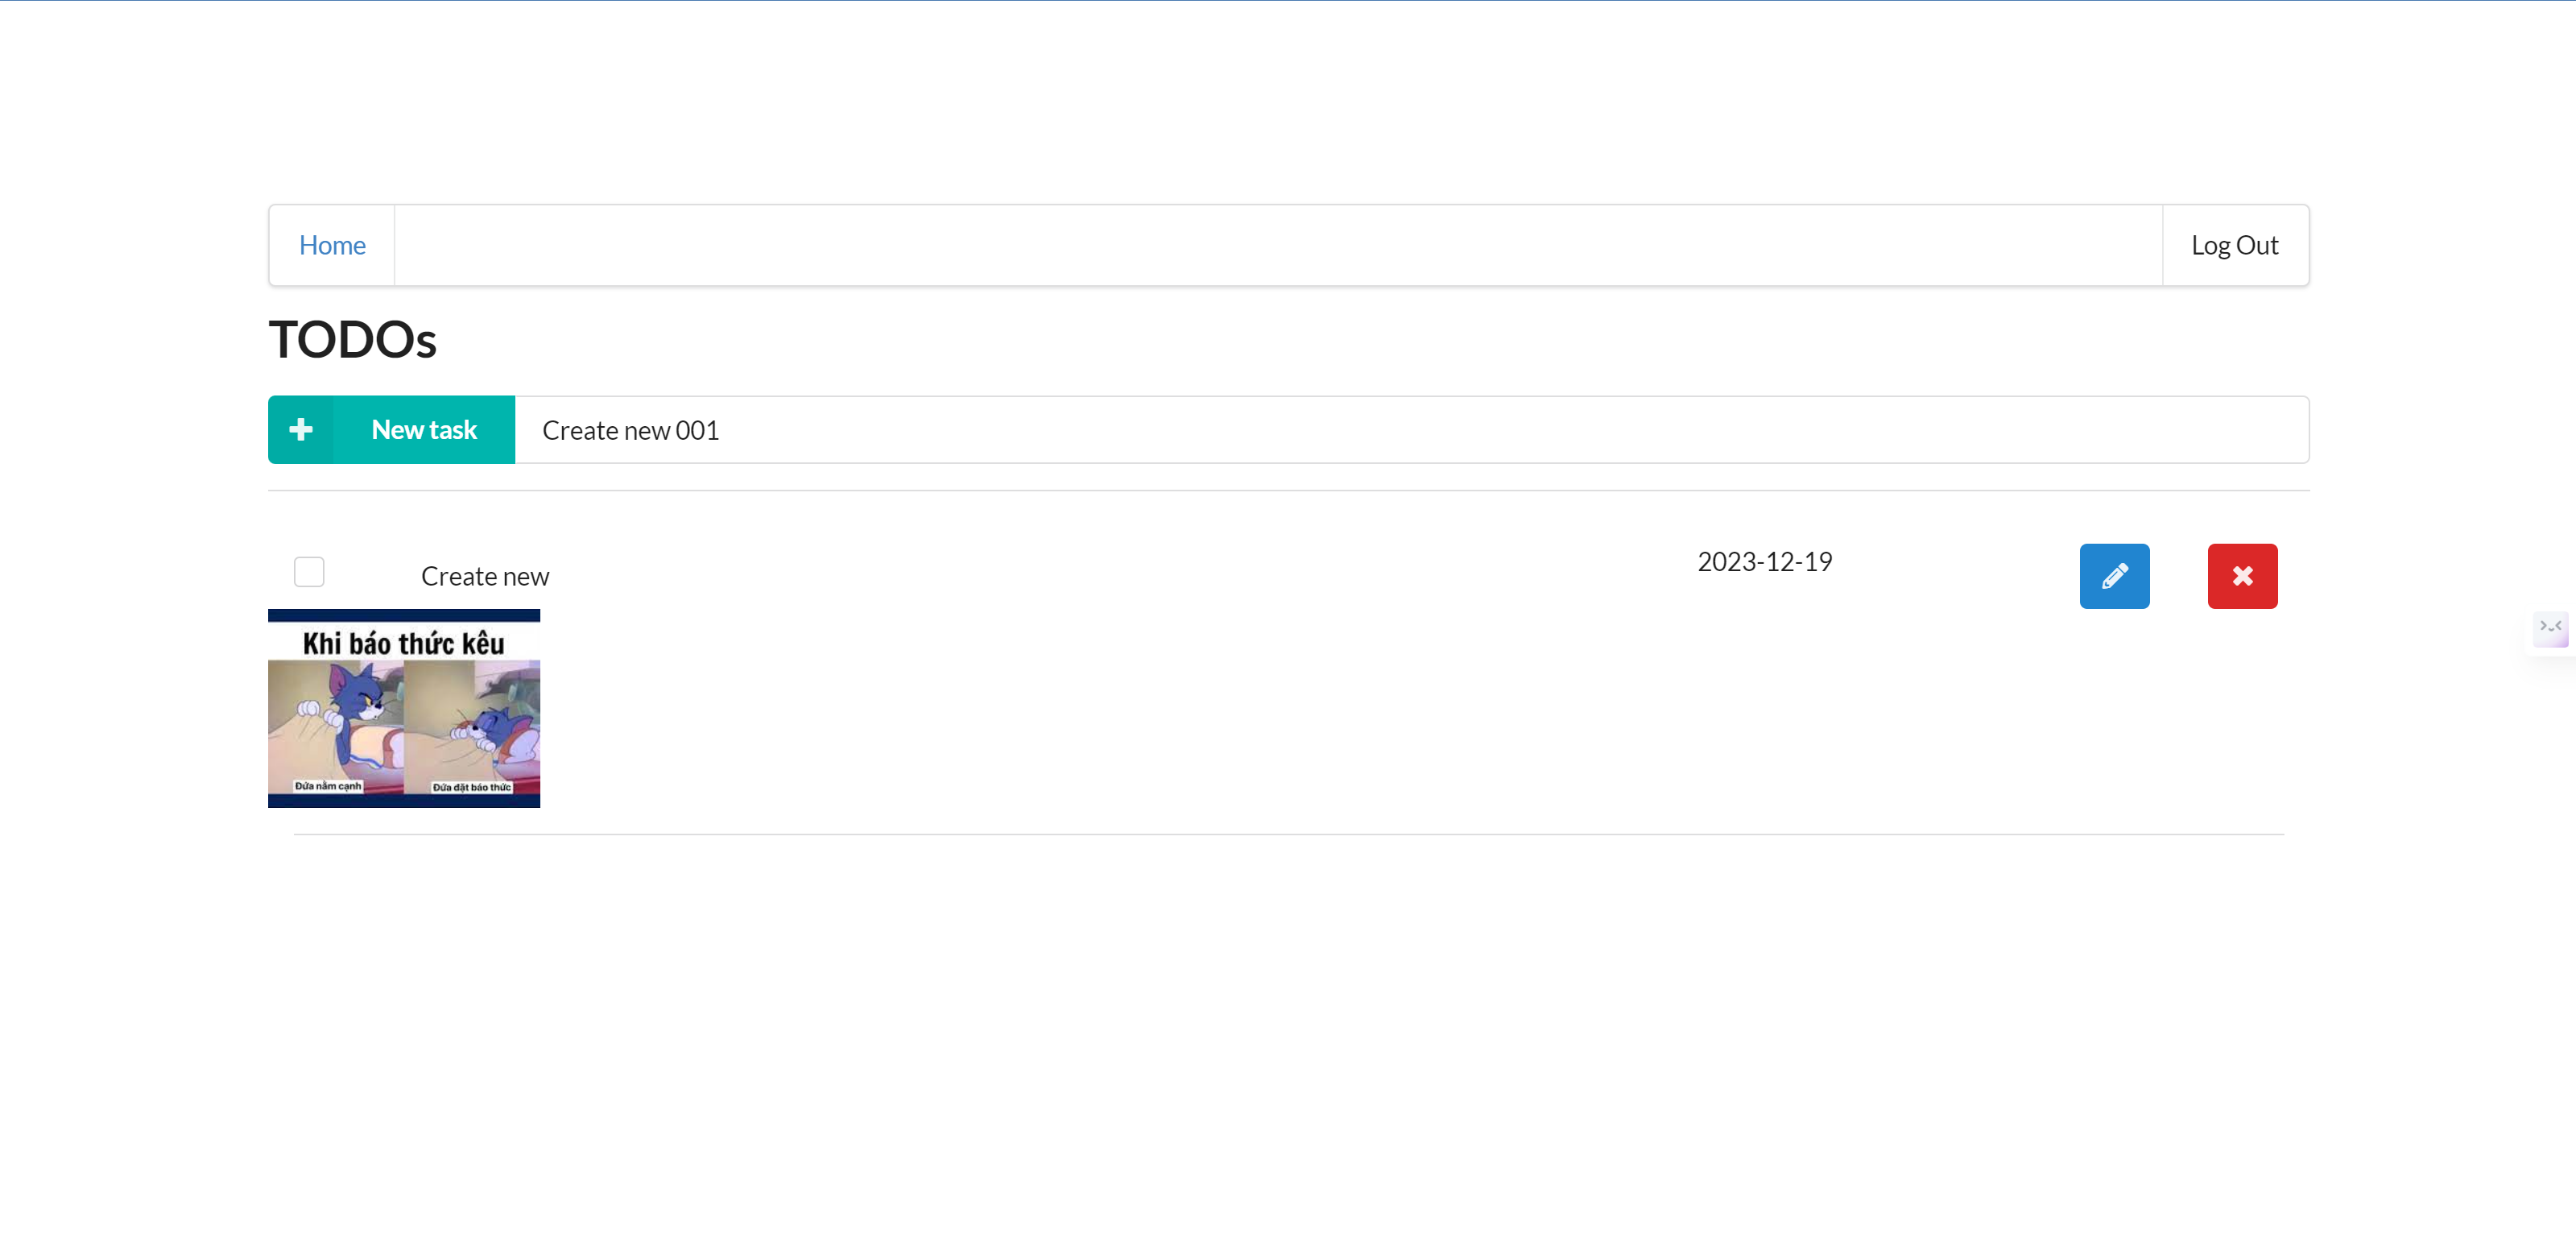 Home
Log Out
TODOs
New task
Create new 001
Create new
2023-12-19
Khi báo thức kêu
Đứa nằm cạnh
Đứa đặt báo thức